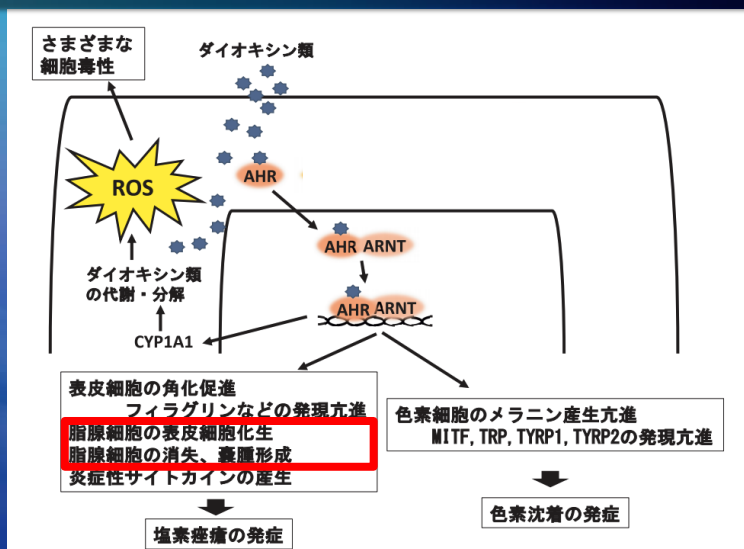 さまざまな
細胞毒性
ダイオキシン類
ROS
AHR
AHR ARNT
ダイオキシン類
の代謝・分解
AHR ARNT
CYP1A1
表皮細胞の角化促進
フィラグリンなどの発現亢進
脂腺細胞の表皮細胞化生
脂腺細胞の消失、嚢腫形成
炎症性サイトカインの産生
色素細胞のメラニン産生亢進
MITF, TRP, TYRP1, TYRP2の発現亢進
塩素痤瘡の発症
色素沈着の発症